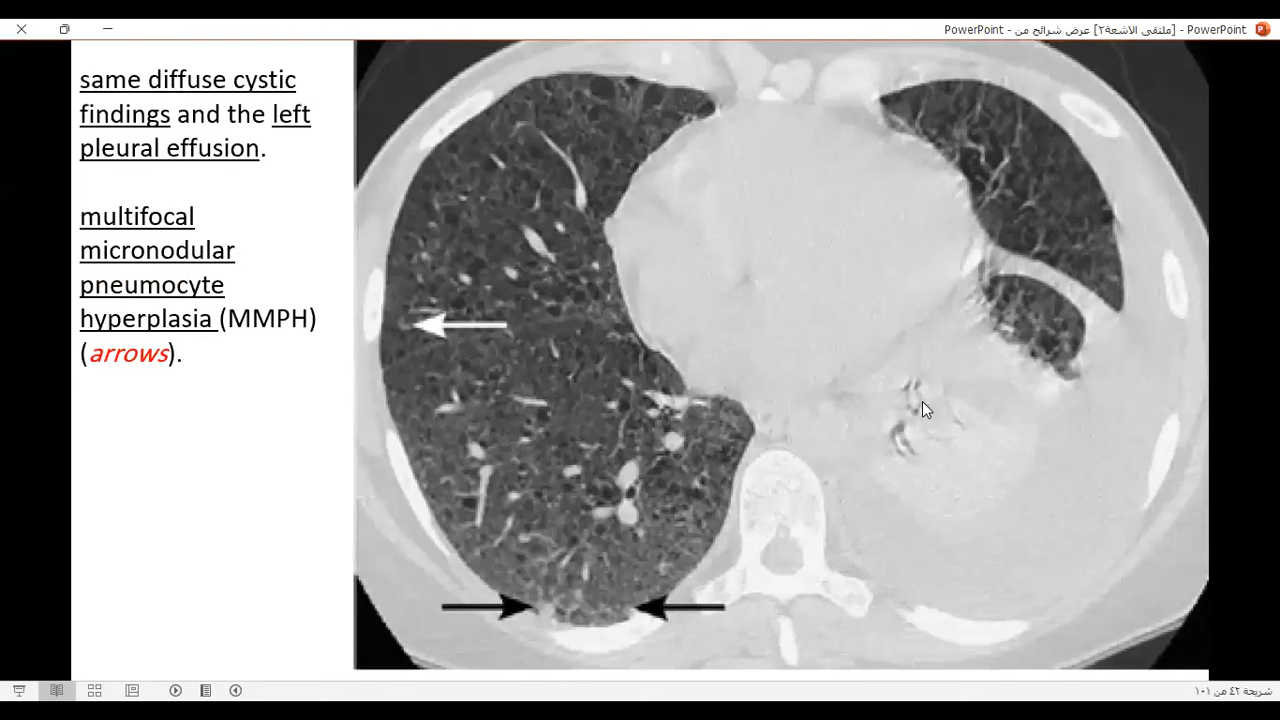 PowerPoint - [ملتقى الاشعة٢] عرض شرائح من - PowerPoint
same diffuse cystic
findings and the left
pleural effusion.
multifocal
micronodular
pneumocyte
hyperplasia (MMPH)
(arrows).
شريحة ٤٢ من ١٠١